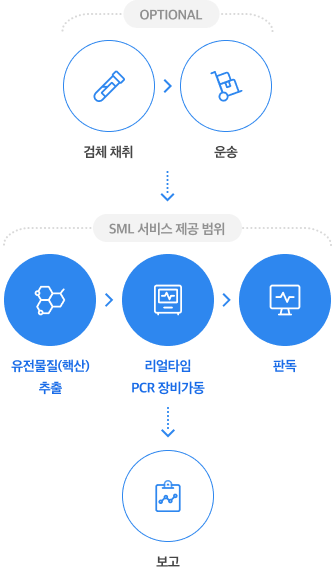 OPTIONAL
검체 채취
운송
SML 서비스 제공 범위
유전물질(핵산)
추출
리얼타임
PCR 장비가동
판독
보고